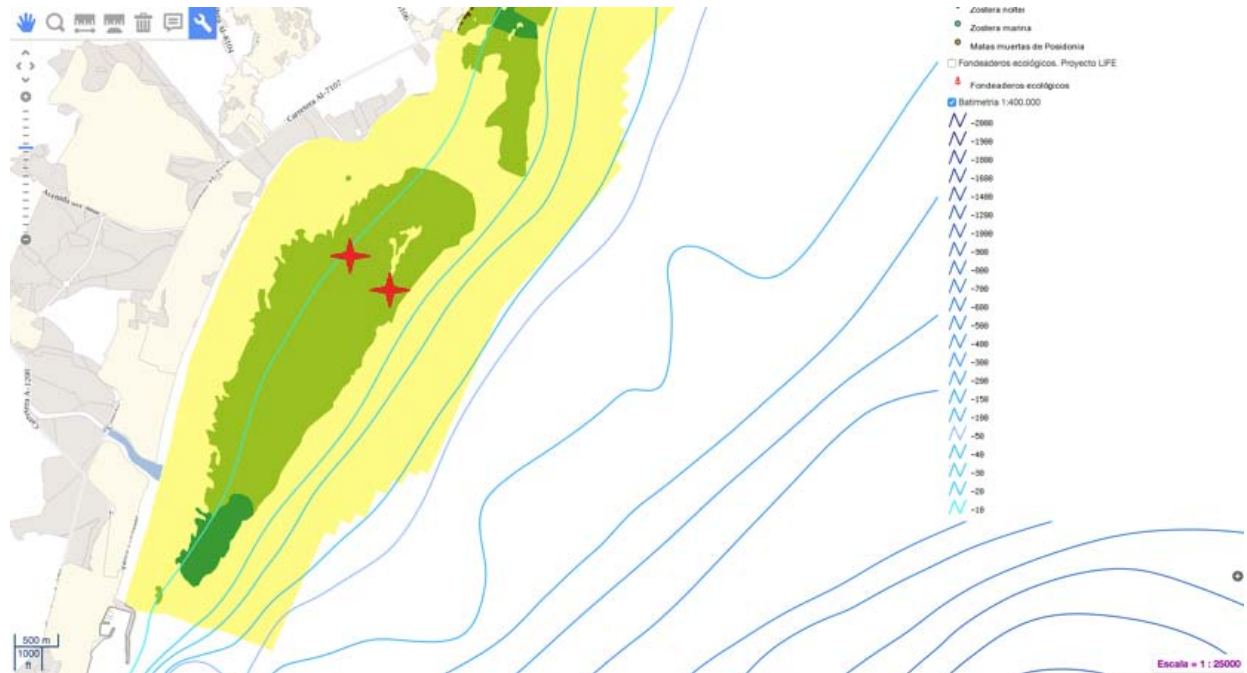 Carretera Al-7107
Carretera A-1200
500 m
1000
ft
Zostera noltei
Zostera marina
Matas muertas de Posidonia
Fondeaderos ecológicos. Proyecto LIFE
Fondeaderos ecológicos
Batimetría 1:400.000
-2000
-1900
-1800
-1600
-1400
-1200
-1000
-900
-800
-700
-600
-500
-400
-300
-200
-150
-100
-50
-40
-30
-20
-10
Escala = 1 : 25000